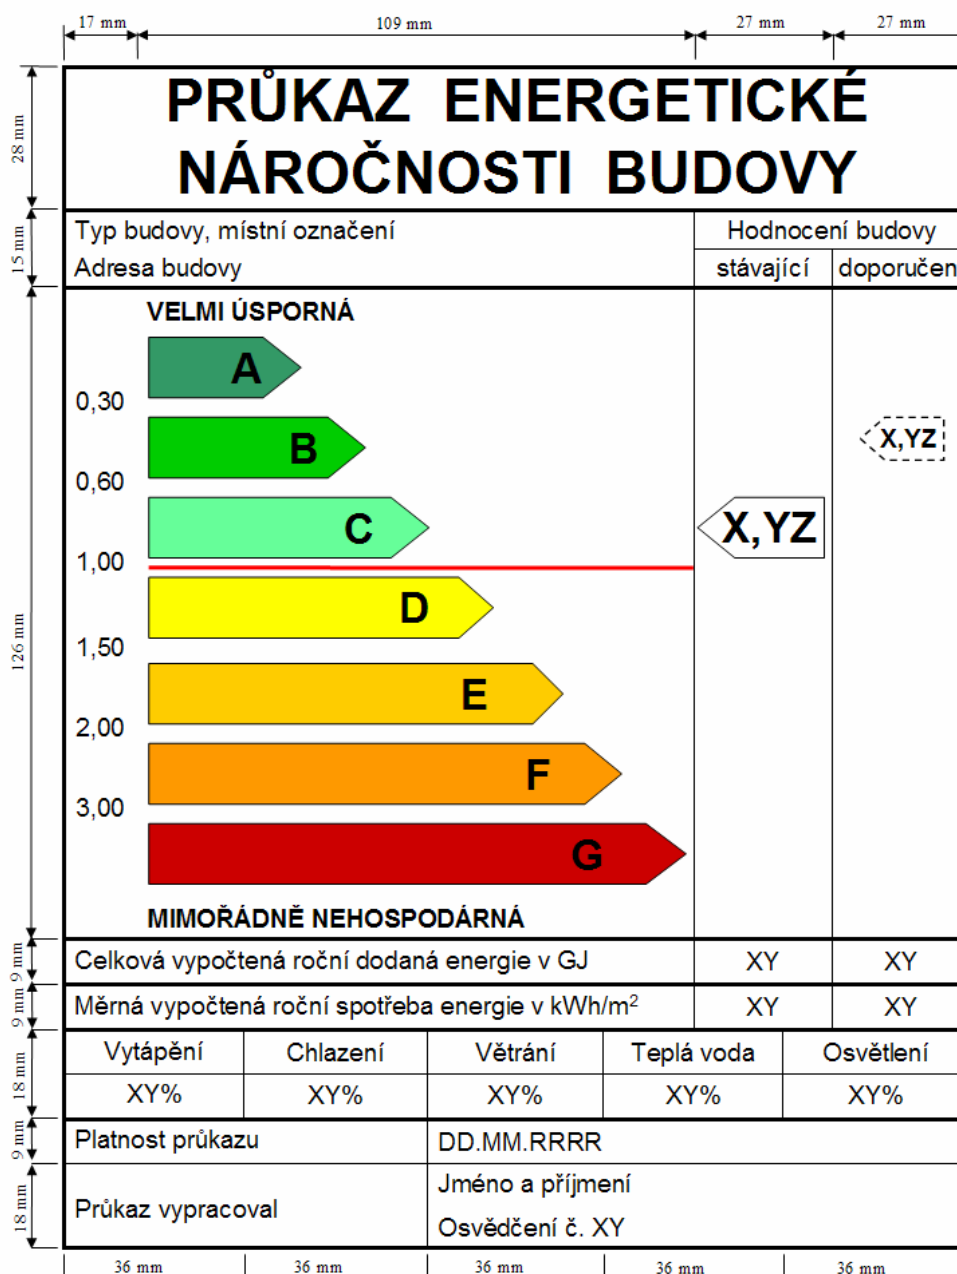 17 mm 109 mm 27 mm 27 mm
28 mm
PRŮKAZ ENERGETICKÉ
NÁROČNOSTI BUDOVY
15 mm
Typ budovy, místní označení Hodnocení budovy
Adresa budovy stávající doporučen
126 mm
VELMI ÚSPORNÁ
A
0,30
B X,YZ
0,60
C X,YZ
1,00
D
1,50
E
2,00
F
3,00
G
MIMOŘÁDNĚ NEHOSPODÁRNÁ
9 mm
Celková vypočtená roční dodaná energie v GJ XY XY
9 mm
Měrná vypočtená roční spotřeba energie v kWh/m² XY XY
18 mm
Vytápění Chlazení Větrání Teplá voda Osvětlení
XY% XY% XY% XY% XY%
9 mm
Platnost průkazu DD.MM.RRRR
18 mm
Průkaz vypracoval Jméno a příjmení
Osvědčení č. XY
36 mm 36 mm 36 mm 36 mm 36 mm